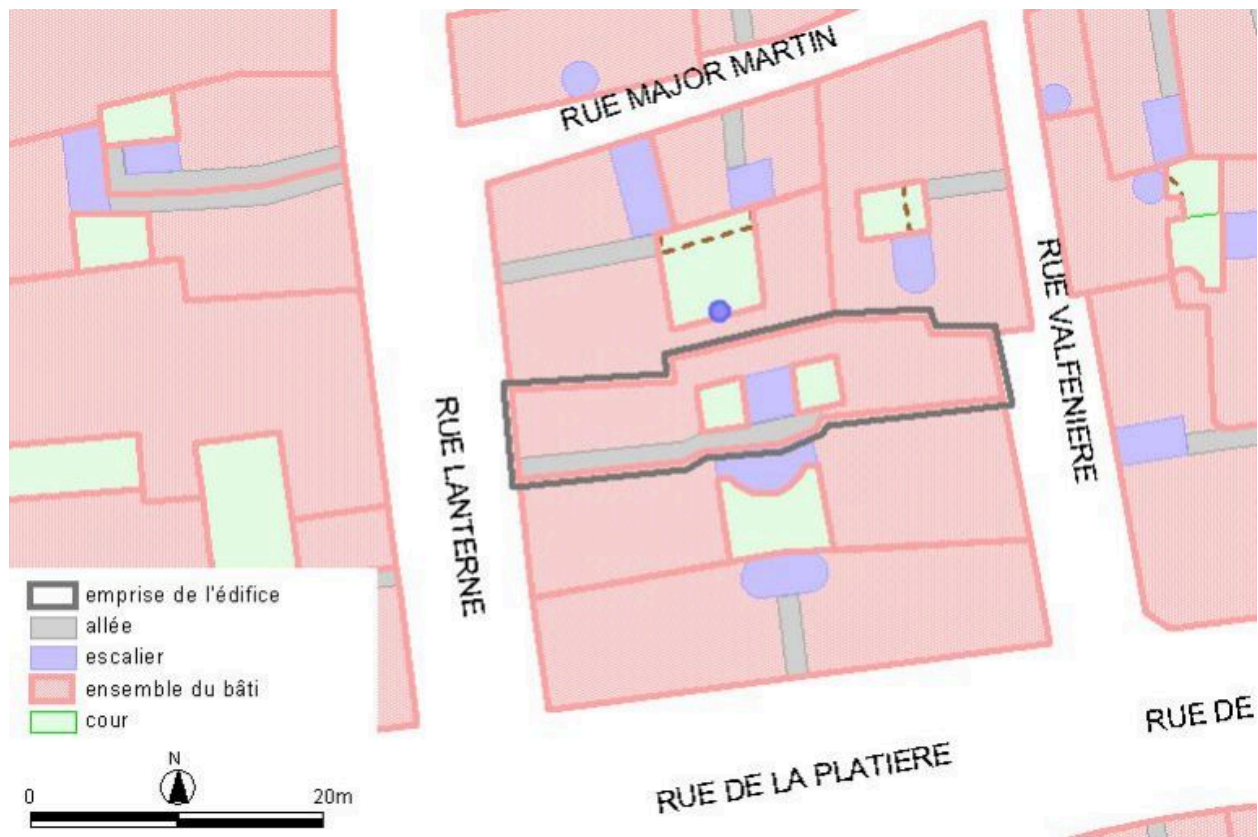 RUE MAJOR MARTIN
RUE VALFENIERE
RUE LANTERNE
emprise de l'édifice
allée
escalier
ensemble du bâti
cour
RUE DE
RUE DE LA PLATIERE
N
0 20m